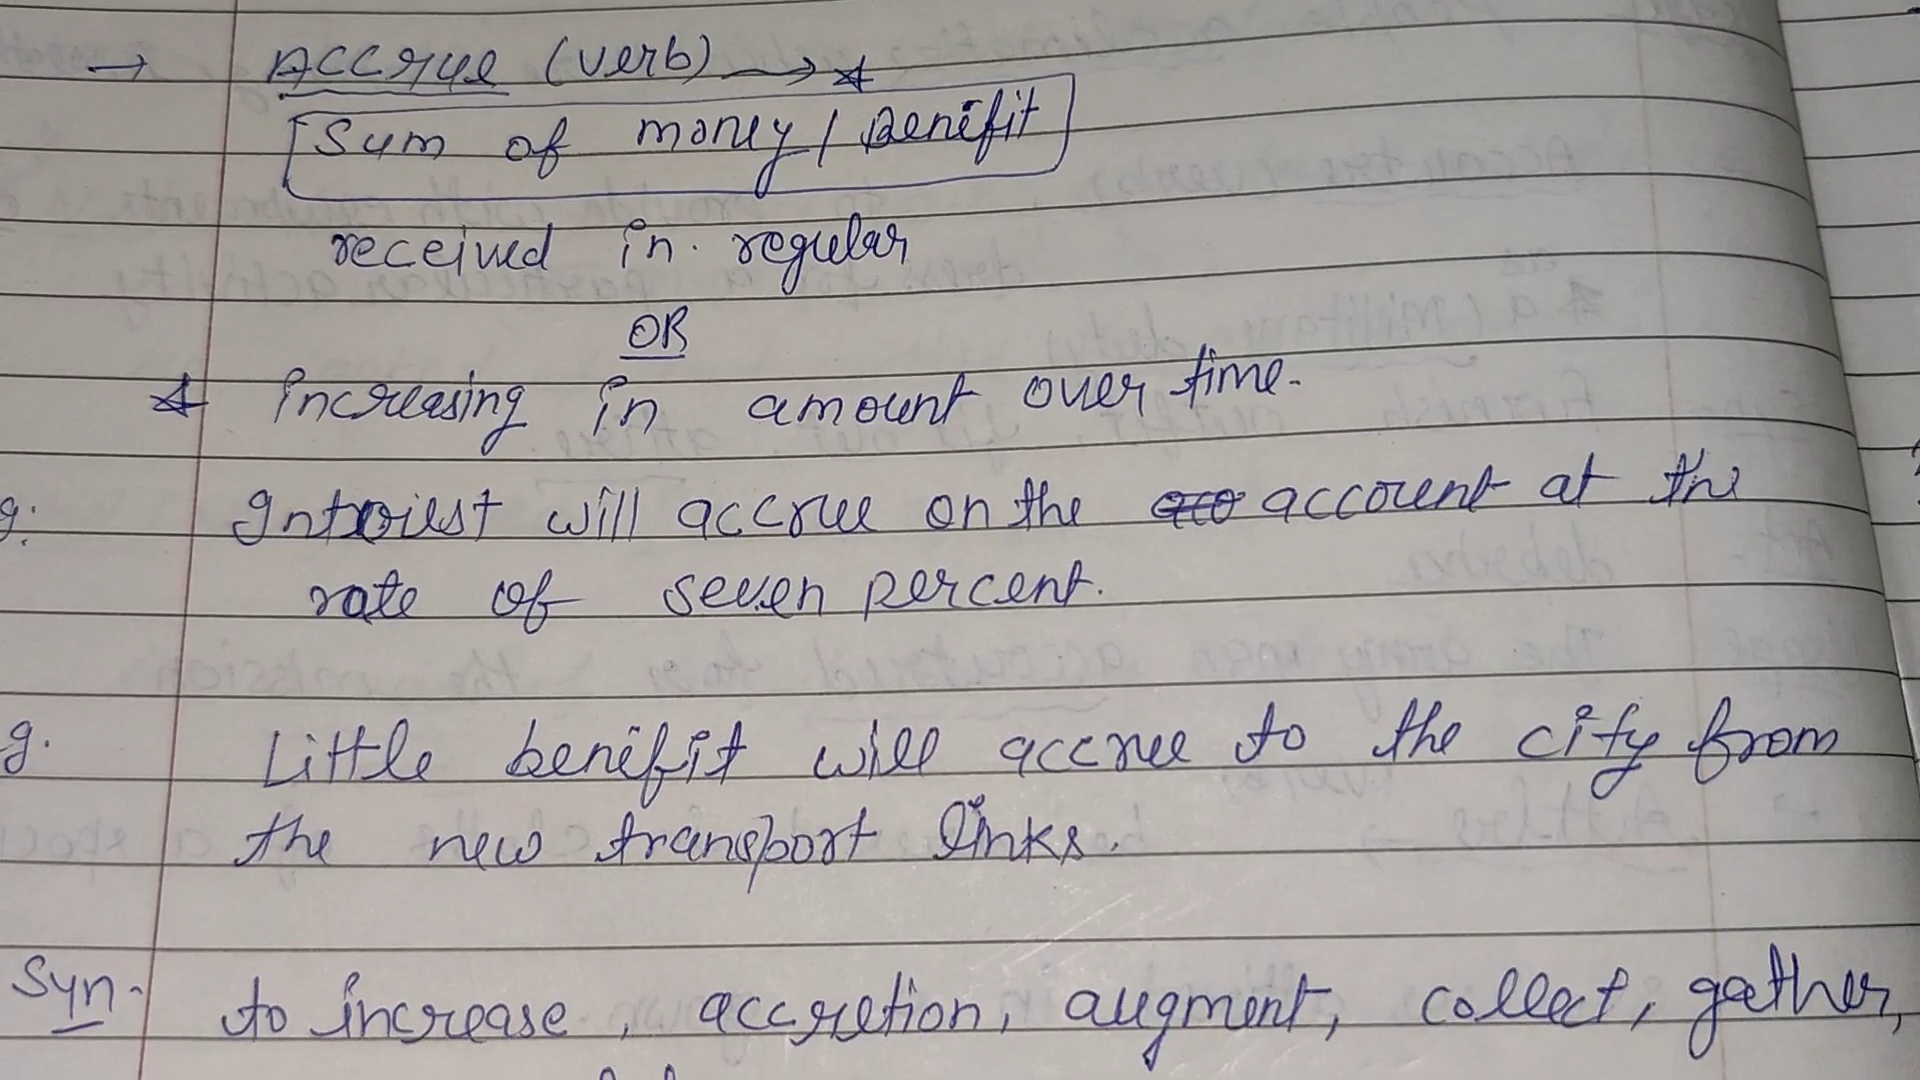 → Accrue (verb) →
[Sum of money / Benefit]
received in regular
OR
increasing in amount over time.
g: Intriest will accrue on the account at the
rate of seven percent.
g. Little benifit will accrue to the city from
the new transport links.
Syn- to increase, accretion, augment, collect, gather,